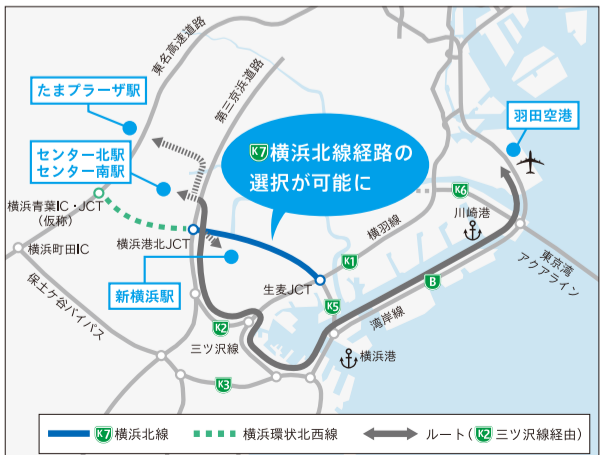 東名高速道路
第三京浜道路
たまプラーザ駅
羽田空港
センター北駅
センター南駅
K7横浜北線経路の
選択が可能に
横浜青葉IC・JCT
(仮称)
横浜港北JCT
横浜町田IC
保土ケ谷バイパス
新横浜駅
生麦JCT
横羽線
K1
K6
川崎港
東京湾
アクアライン
K5
B
湾岸線
K2
三ツ沢線
K3
横浜港
K7 横浜北線
横浜環状北西線
ルート(K2 三ツ沢線経由)